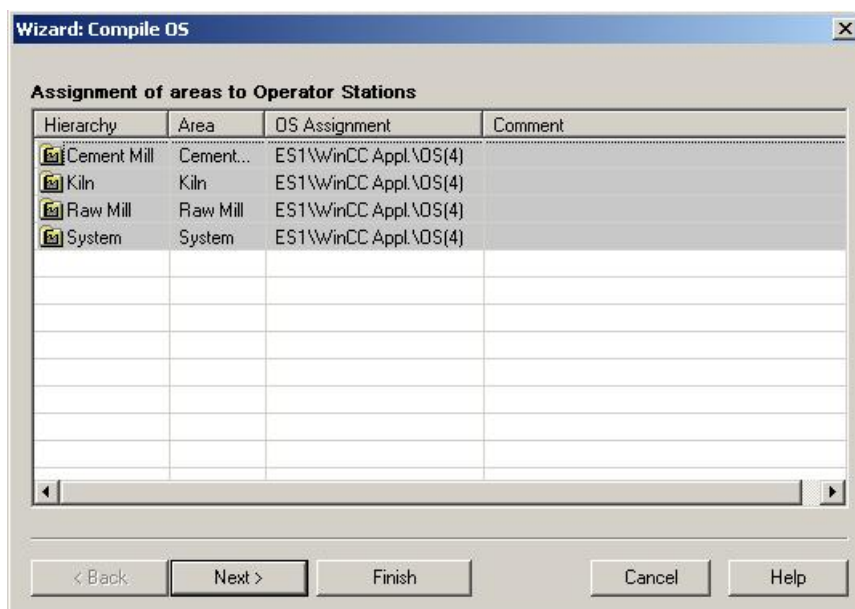 Wizard: Compile OS
Assignment of areas to Operator Stations
Hierarchy Area OS Assignment Comment
Cement Mill Cement... ES1\WinCC Appl.\OS(4)
Kiln Kiln ES1\WinCC Appl.\OS(4)
Raw Mill Raw Mill ES1\WinCC Appl.\OS(4)
System System ES1\WinCC Appl.\OS(4)
< Back Next > Finish Cancel Help